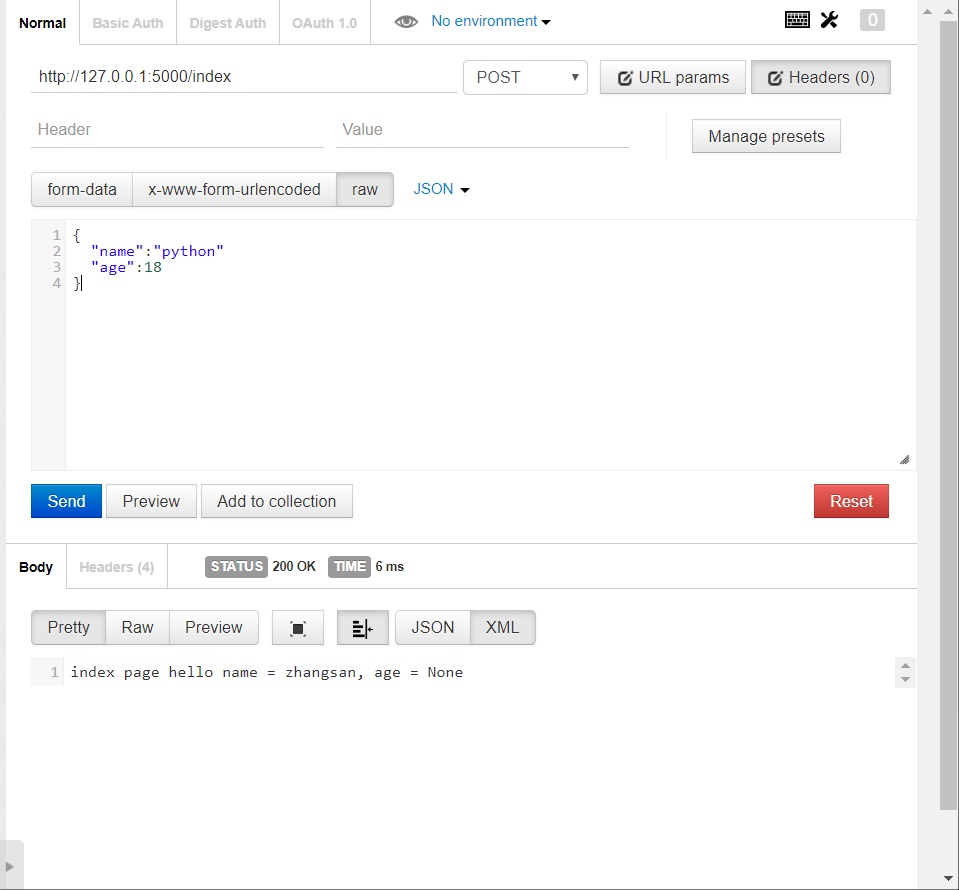 Normal Basic Auth Digest Auth OAuth 1.0 No environment 0
http://127.0.0.1:5000/index POST URL params Headers (0)
Header Value Manage presets
form-data x-www-form-urlencoded raw JSON
1 {
2 "name":"python"
3 "age":18
4 }
Send Preview Add to collection Reset
Body Headers (4) STATUS 200 OK TIME 6 ms
Pretty Raw Preview JSON XML
1 index page hello name = zhangsan, age = None